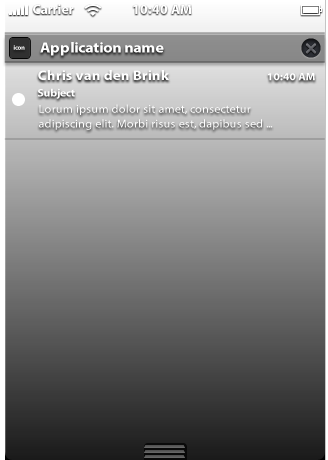 Carrier 10:40 AM
icon Application name
Chris van den Brink 10:40 AM
Subject
Lorum ipsum dolor sit amet, consectetur
adipiscing elit. Morbi risus est, dapibus sed ...